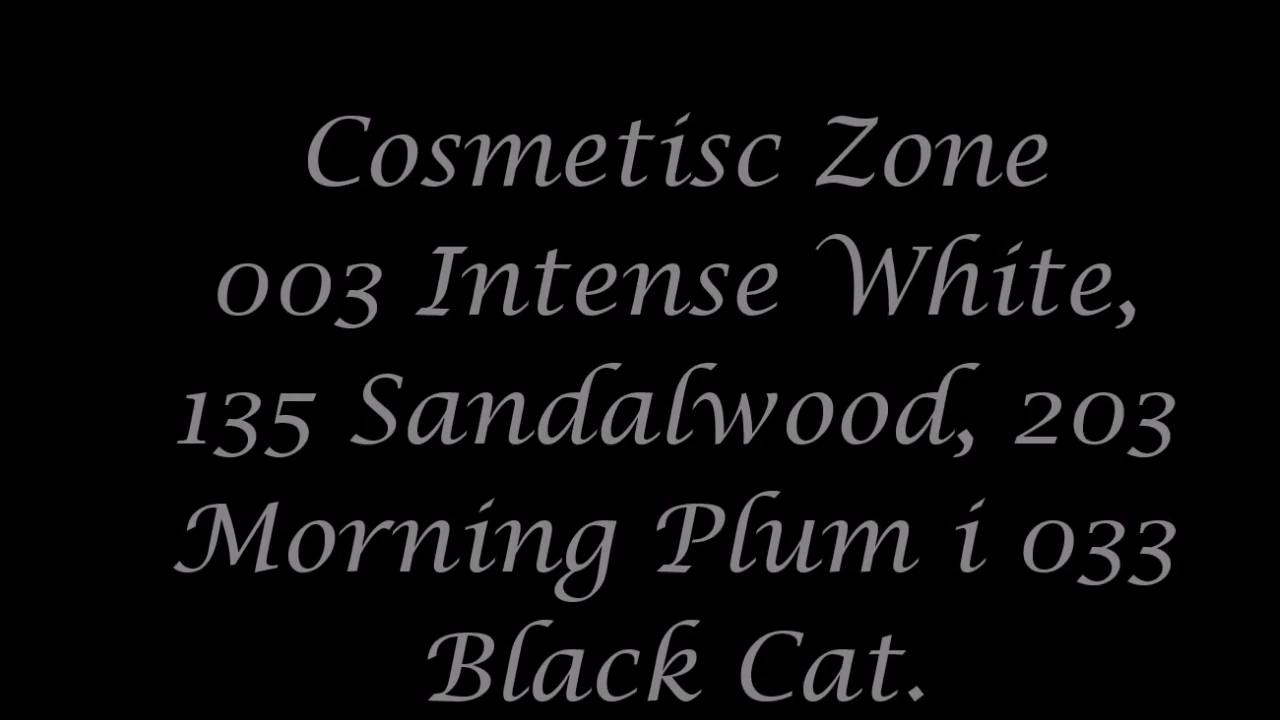 Cosmetisc Zone
003 Intense White,
135 Sandalwood, 203
Morning Plum i 033
Black Cat.